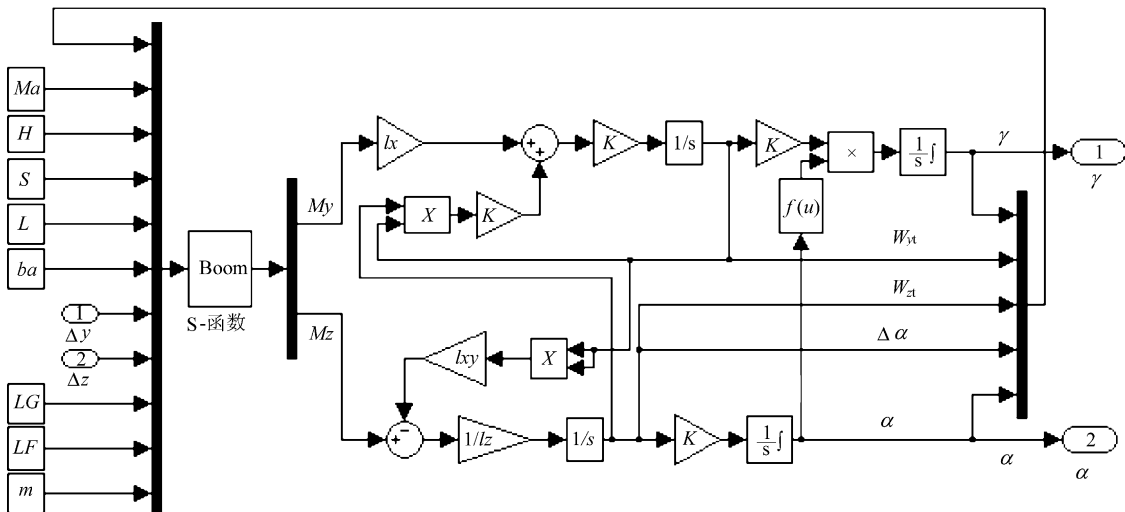 Ma
H
S
L
ba
1
Δy
2
Δz
LG
LF
m
Boom
S-函数
My
Mz
lx
+
+
K
1/s
K
×
1/s ∫
γ
1
γ
X
K
f(u)
W_yt
W_zt
Δα
lxy
X
+
−
1/lz
1/s
K
1/s ∫
α
α
2
α